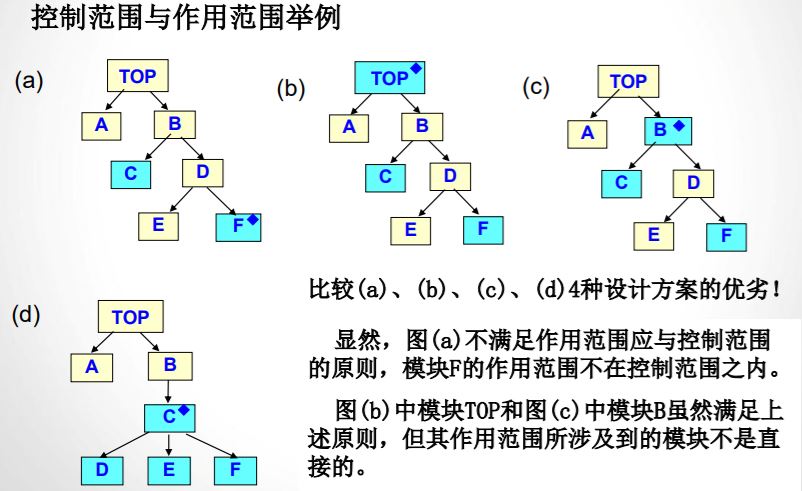 控制范围与作用范围举例
(a)
TOP
A
B
C
D
E
F
(b)
TOP
A
B
C
D
E
F
(c)
TOP
A
B
C
D
E
F
(d)
TOP
A
B
C
D
E
F
比较(a)、(b)、(c)、(d)4种设计方案的优劣!
显然,图(a)不满足作用范围应与控制范围
的原则,模块F的作用范围不在控制范围之内。
图(b)中模块TOP和图(c)中模块B虽然满足上
述原则,但其作用范围所涉及到的模块不是直
接的。